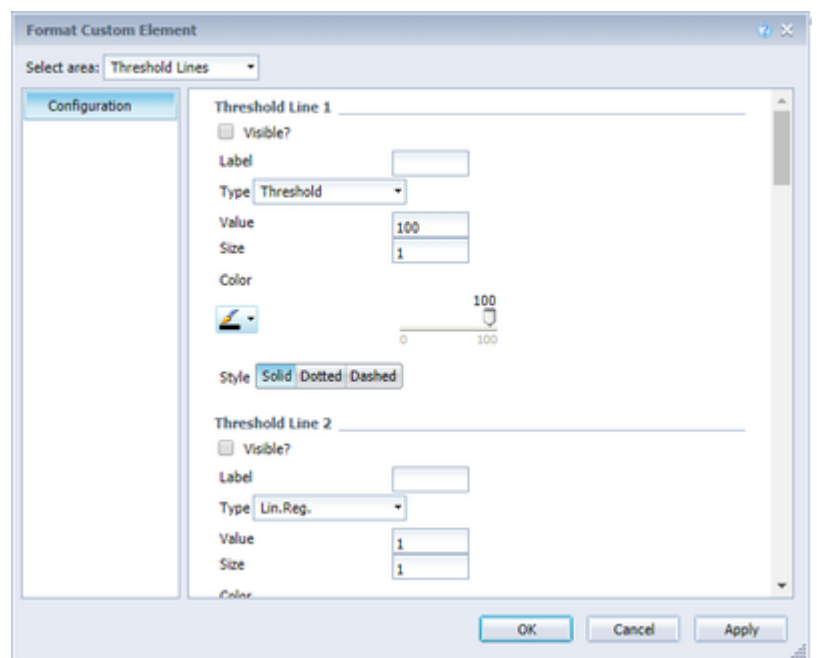 Format Custom Element
Select area: Threshold Lines
Configuration
Threshold Line 1
Visible?
Label
Type Threshold
Value 100
Size 1
Color
100
0 100
Style Solid Dotted Dashed
Threshold Line 2
Visible?
Label
Type Lin.Reg.
Value 1
Size 1
Color
OK Cancel Apply